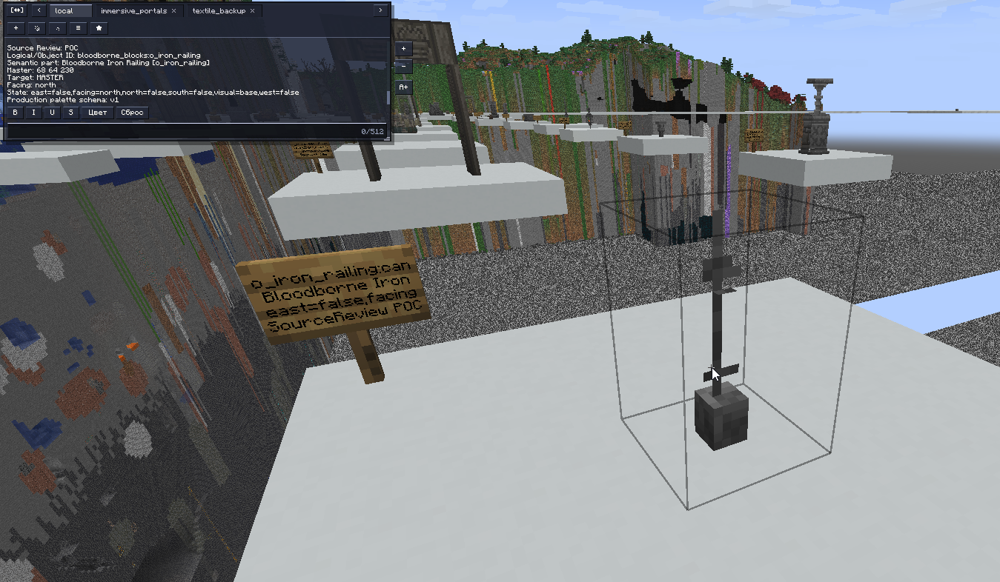 local
immersive_portals ×
textile_backup ×
Source Review: POC
Logical/Object ID: bloodborne_blocks:o_iron_railing
Semantic part: Bloodborne Iron Railing [o_iron_railing]
Master: 68 64 230
Target: MASTER
Facing: north
State: east=false,facing=north,north=false,south=false,visual=base,west=false
Production palette schema: v1
B I U S Цвет Сброс
0/512
+
−
A+
o_iron_railing:can
Bloodborne Iron
east=false,facing
SourceReview POC